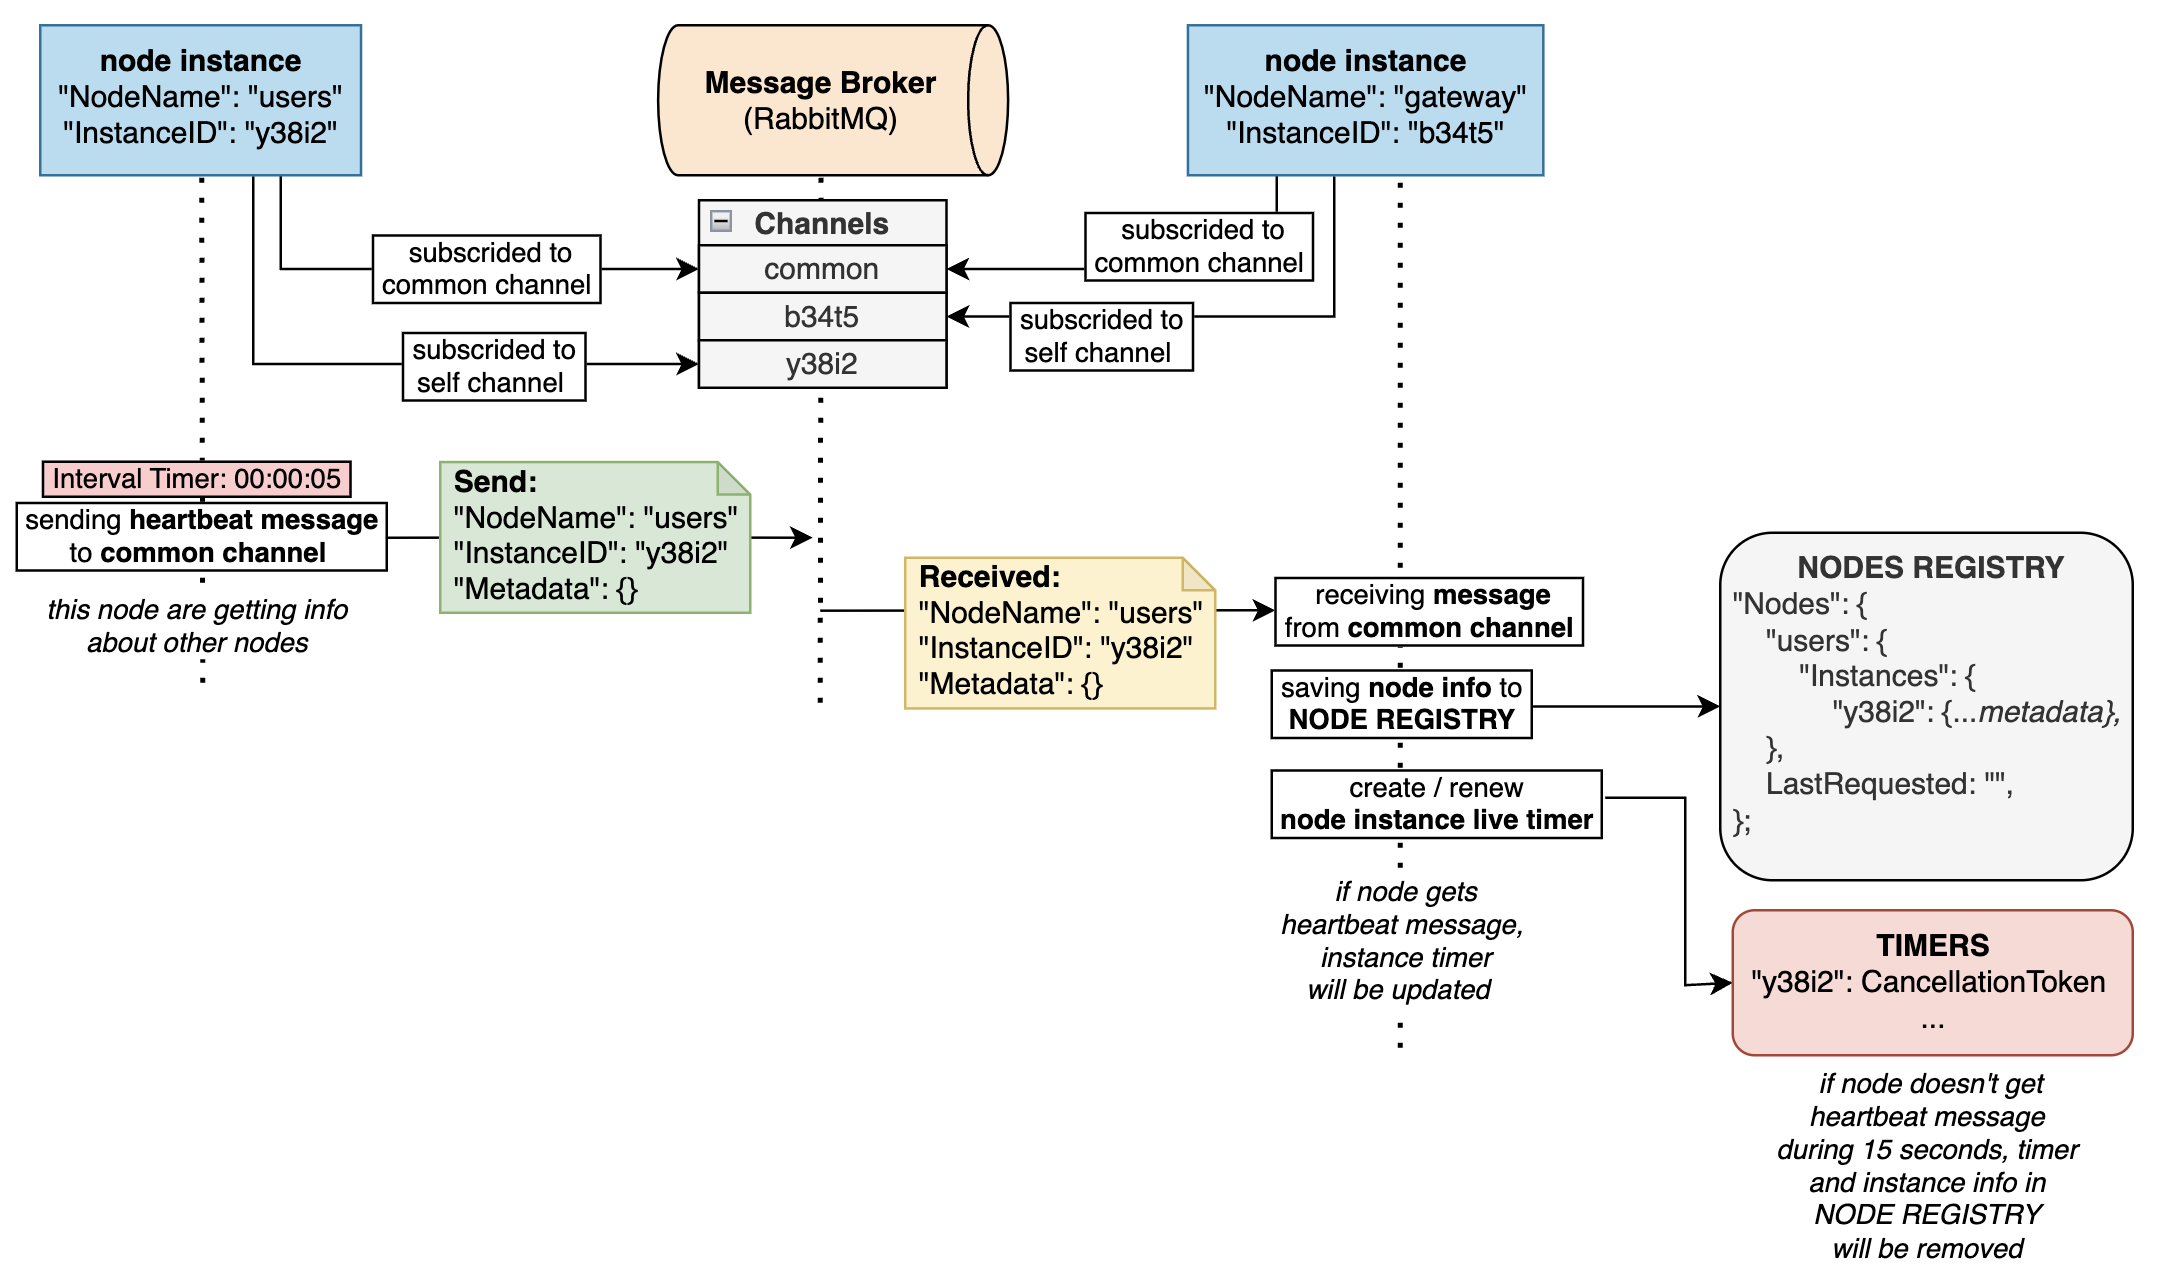 node instance
"NodeName": "users"
"InstanceID": "y38i2"
Message Broker
(RabbitMQ)
node instance
"NodeName": "gateway"
"InstanceID": "b34t5"
Channels
common
b34t5
y38i2
subscrided to
common channel
subscrided to
self channel
subscrided to
common channel
subscrided to
self channel
Interval Timer: 00:00:05
sending heartbeat message
to common channel
this node are getting info
about other nodes
Send:
"NodeName": "users"
"InstanceID": "y38i2"
"Metadata": {}
Received:
"NodeName": "users"
"InstanceID": "y38i2"
"Metadata": {}
receiving message
from common channel
saving node info to
NODE REGISTRY
create / renew
node instance live timer
if node gets
heartbeat message,
instance timer
will be updated
NODES REGISTRY
"Nodes": {
"users": {
"Instances": {
"y38i2": {...metadata},
},
LastRequested: "",
};
TIMERS
"y38i2": CancellationToken
...
if node doesn't get
heartbeat message
during 15 seconds, timer
and instance info in
NODE REGISTRY
will be removed